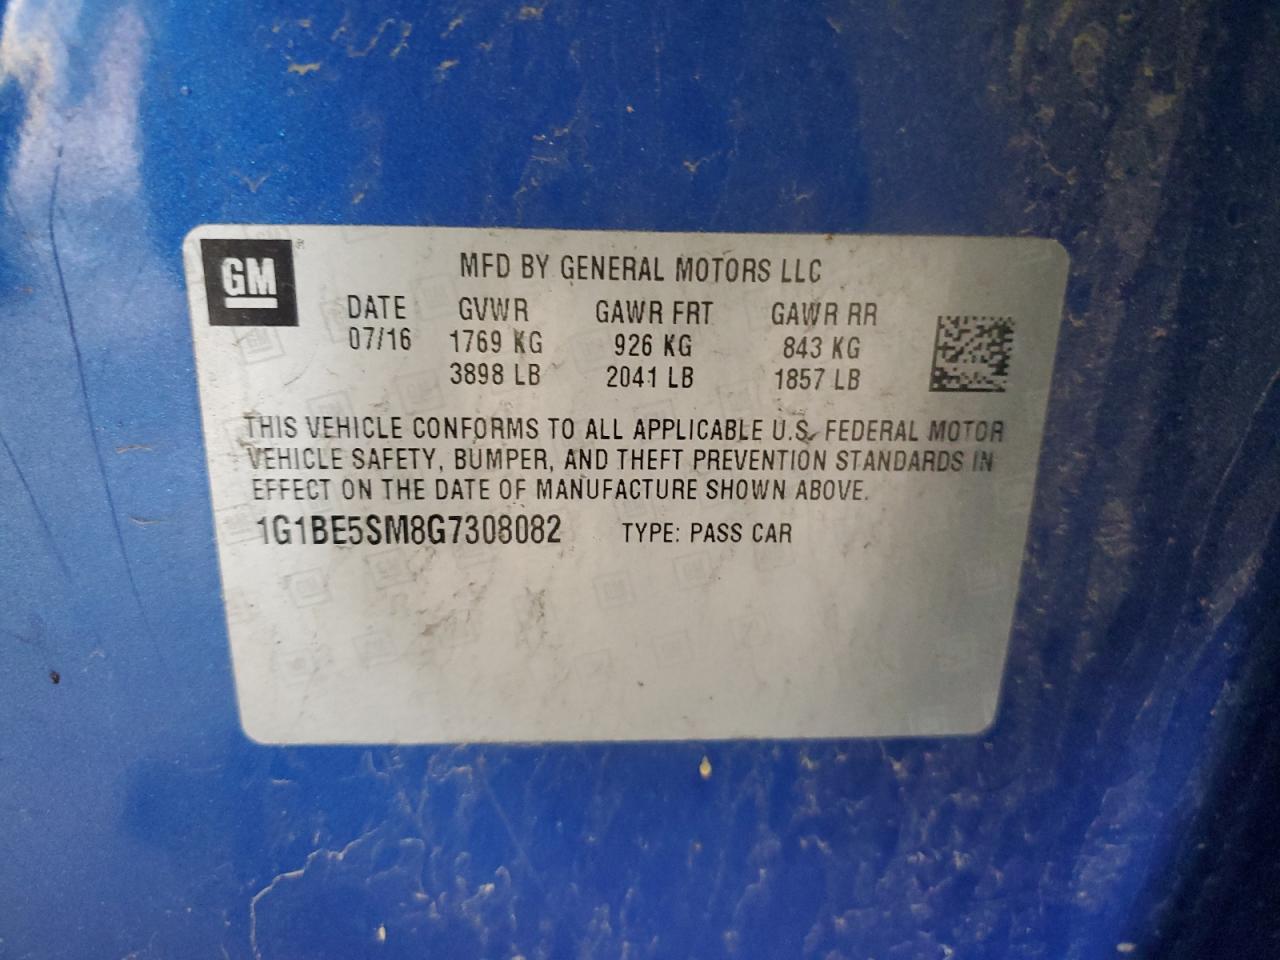 GM
MFD BY GENERAL MOTORS LLC
DATE GVWR GAWR FRT GAWR RR
07/16 1769 KG 926 KG 843 KG
3898 LB 2041 LB 1857 LB
THIS VEHICLE CONFORMS TO ALL APPLICABLE U.S. FEDERAL MOTOR
VEHICLE SAFETY, BUMPER, AND THEFT PREVENTION STANDARDS IN
EFFECT ON THE DATE OF MANUFACTURE SHOWN ABOVE.
1G1BE5SM8G7308082 TYPE: PASS CAR